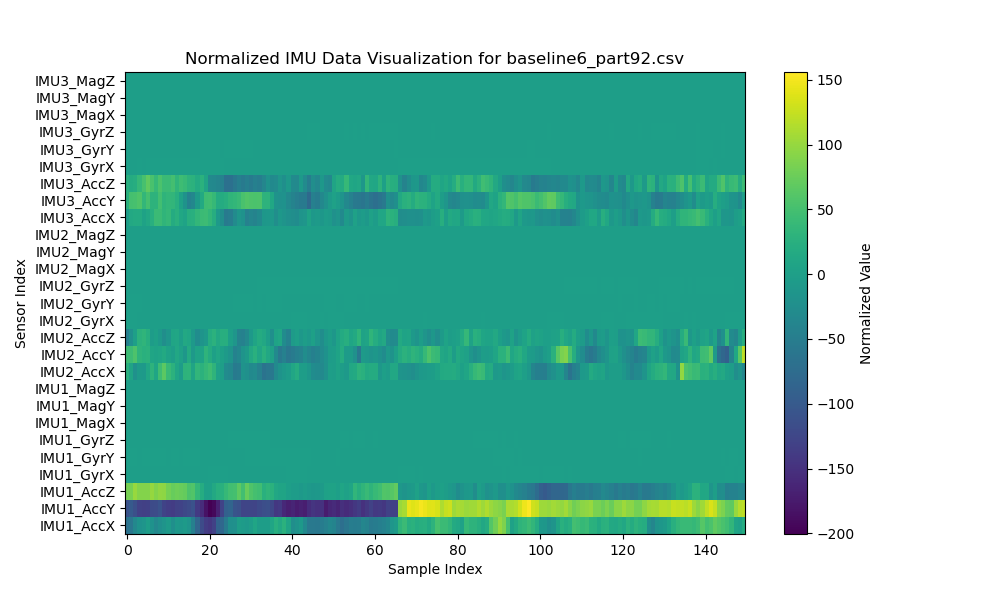 Normalized IMU Data Visualization for baseline6_part92.csv
IMU3_MagZ
IMU3_MagY
IMU3_MagX
IMU3_GyrZ
IMU3_GyrY
IMU3_GyrX
IMU3_AccZ
IMU3_AccY
IMU3_AccX
IMU2_MagZ
IMU2_MagY
IMU2_MagX
IMU2_GyrZ
IMU2_GyrY
IMU2_GyrX
IMU2_AccZ
IMU2_AccY
IMU2_AccX
IMU1_MagZ
IMU1_MagY
IMU1_MagX
IMU1_GyrZ
IMU1_GyrY
IMU1_GyrX
IMU1_AccZ
IMU1_AccY
IMU1_AccX
Sensor Index
0 20 40 60 80 100 120 140
Sample Index
150
100
50
0
−50
−100
−150
−200
Normalized Value